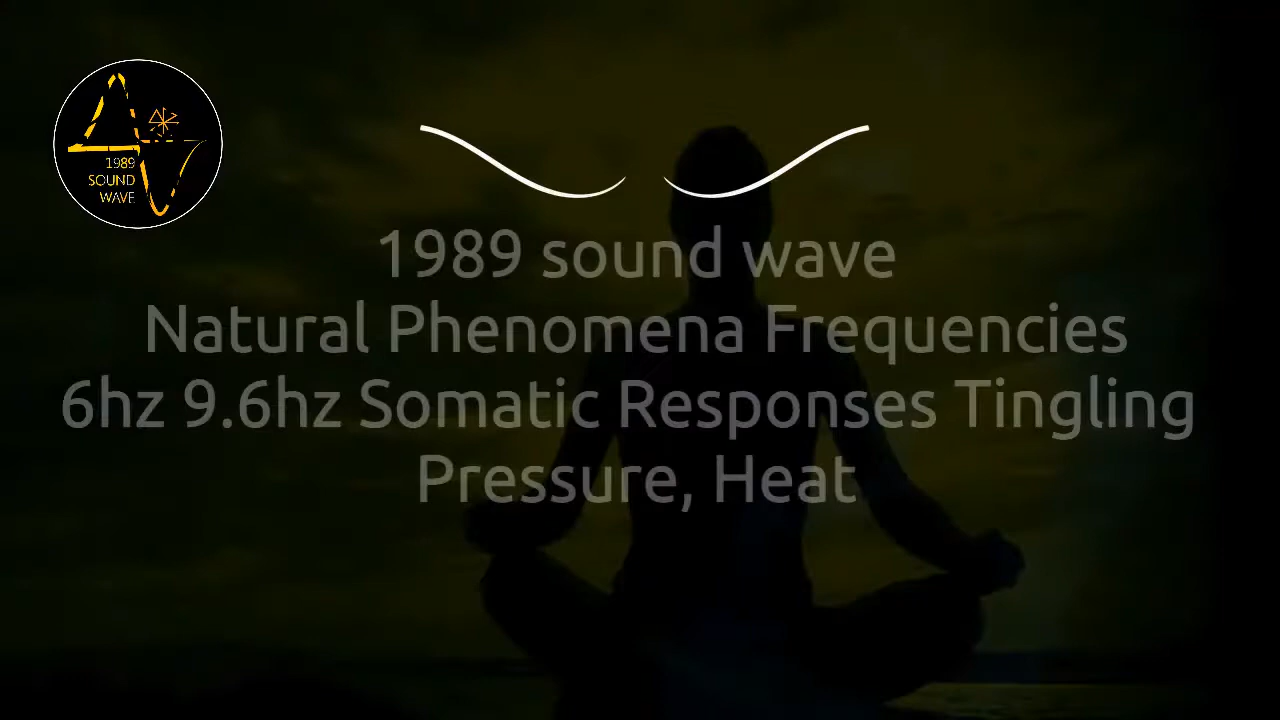 1989
SOUND
WAVE
1989 sound wave
Natural Phenomena Frequencies
6hz 9.6hz Somatic Responses Tingling
Pressure, Heat